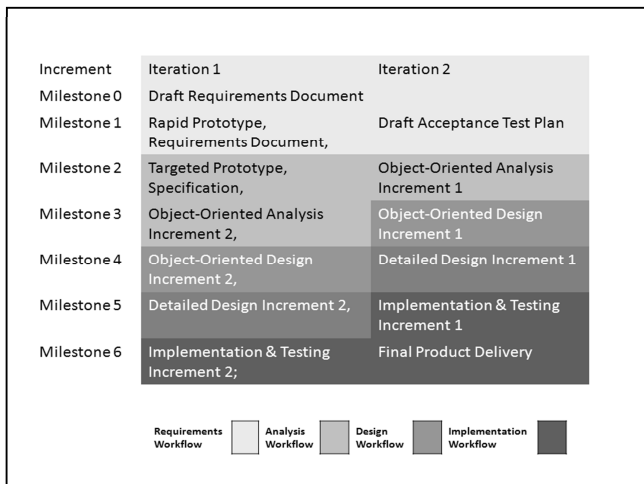 Increment Iteration 1 Iteration 2
Milestone 0 Draft Requirements Document
Milestone 1 Rapid Prototype, Draft Acceptance Test Plan
Requirements Document,
Milestone 2 Targeted Prototype, Object-Oriented Analysis
Specification, Increment 1
Milestone 3 Object-Oriented Analysis Object-Oriented Design
Increment 2, Increment 1
Milestone 4 Object-Oriented Design Detailed Design Increment 1
Increment 2,
Milestone 5 Detailed Design Increment 2, Implementation & Testing
Increment 1
Milestone 6 Implementation & Testing Final Product Delivery
Increment 2;
Requirements Analysis Design Implementation
Workflow Workflow Workflow Workflow